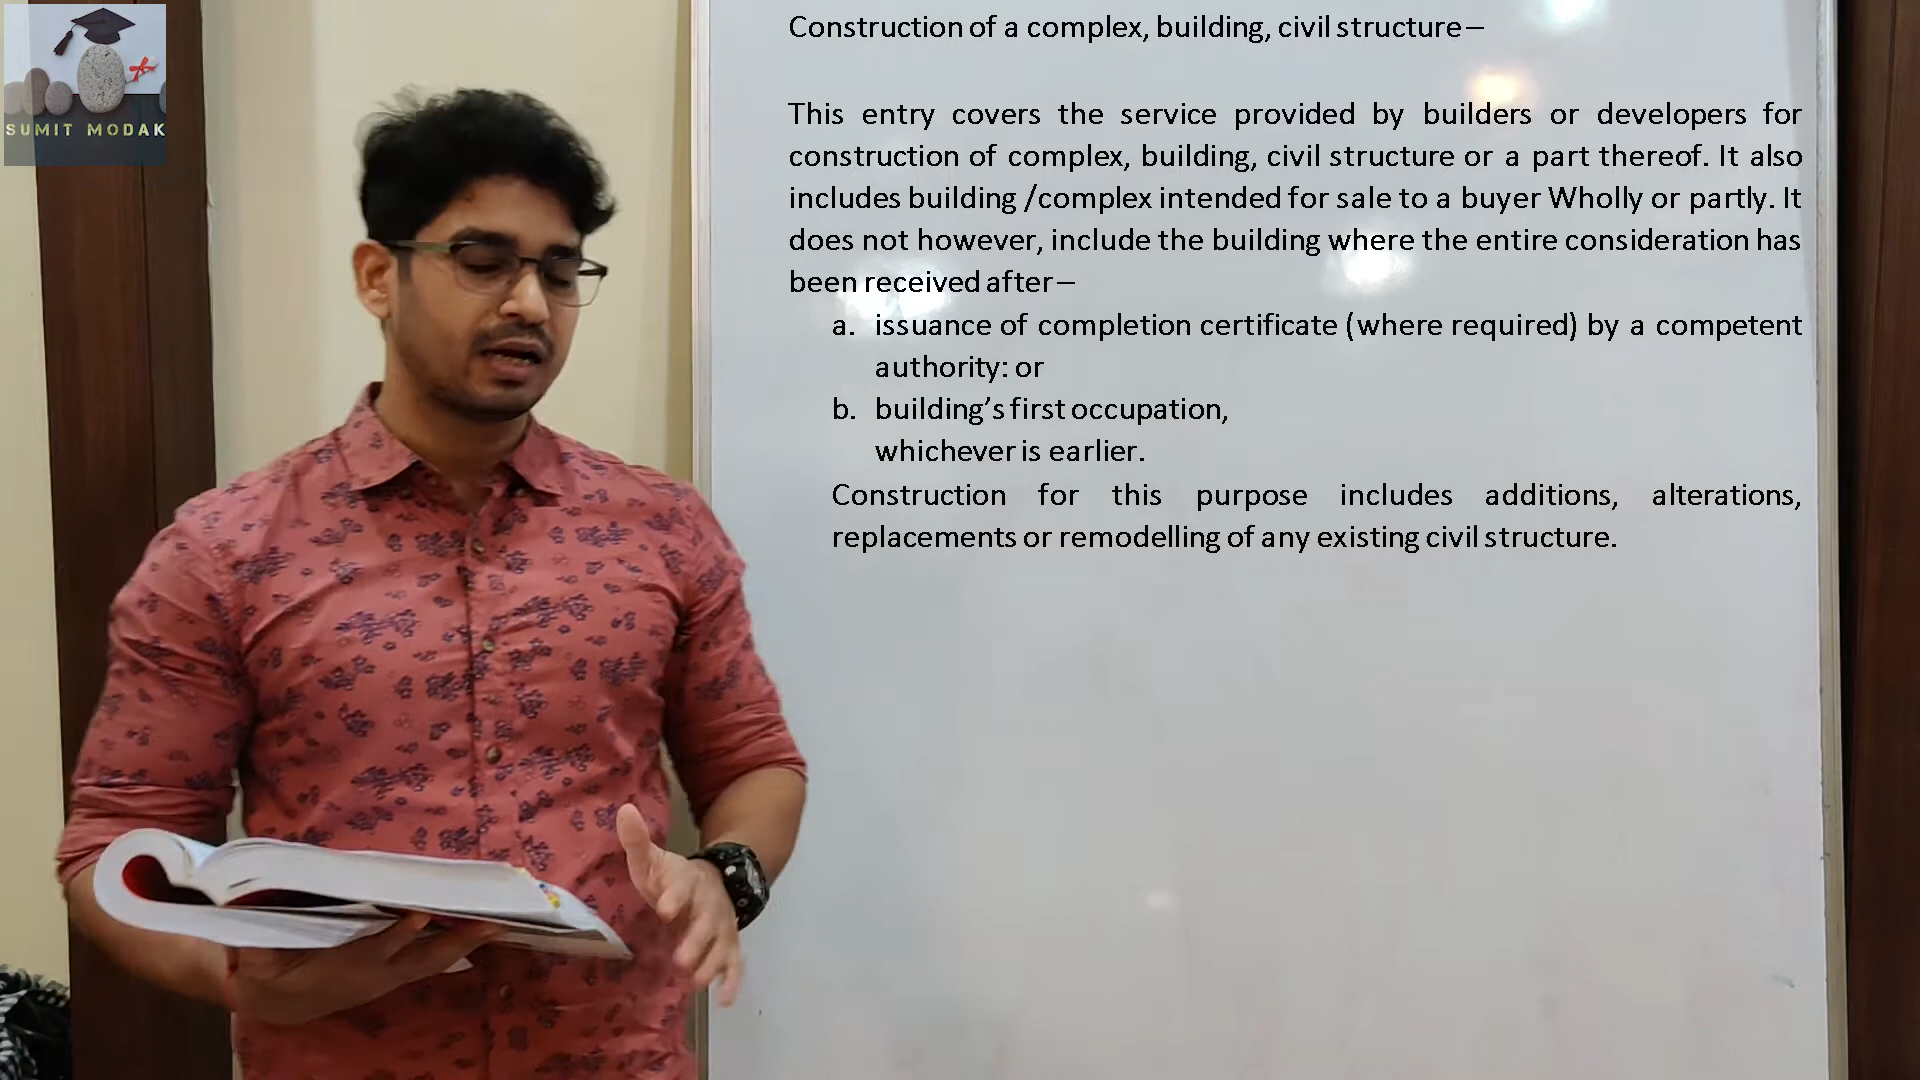 SUMIT MODAK
Construction of a complex, building, civil structure –
This entry covers the service provided by builders or developers for
construction of complex, building, civil structure or a part thereof. It also
includes building /complex intended for sale to a buyer Wholly or partly. It
does not however, include the building where the entire consideration has
been received after –
a. issuance of completion certificate (where required) by a competent
authority: or
b. building’s first occupation,
whichever is earlier.
Construction for this purpose includes additions, alterations,
replacements or remodelling of any existing civil structure.